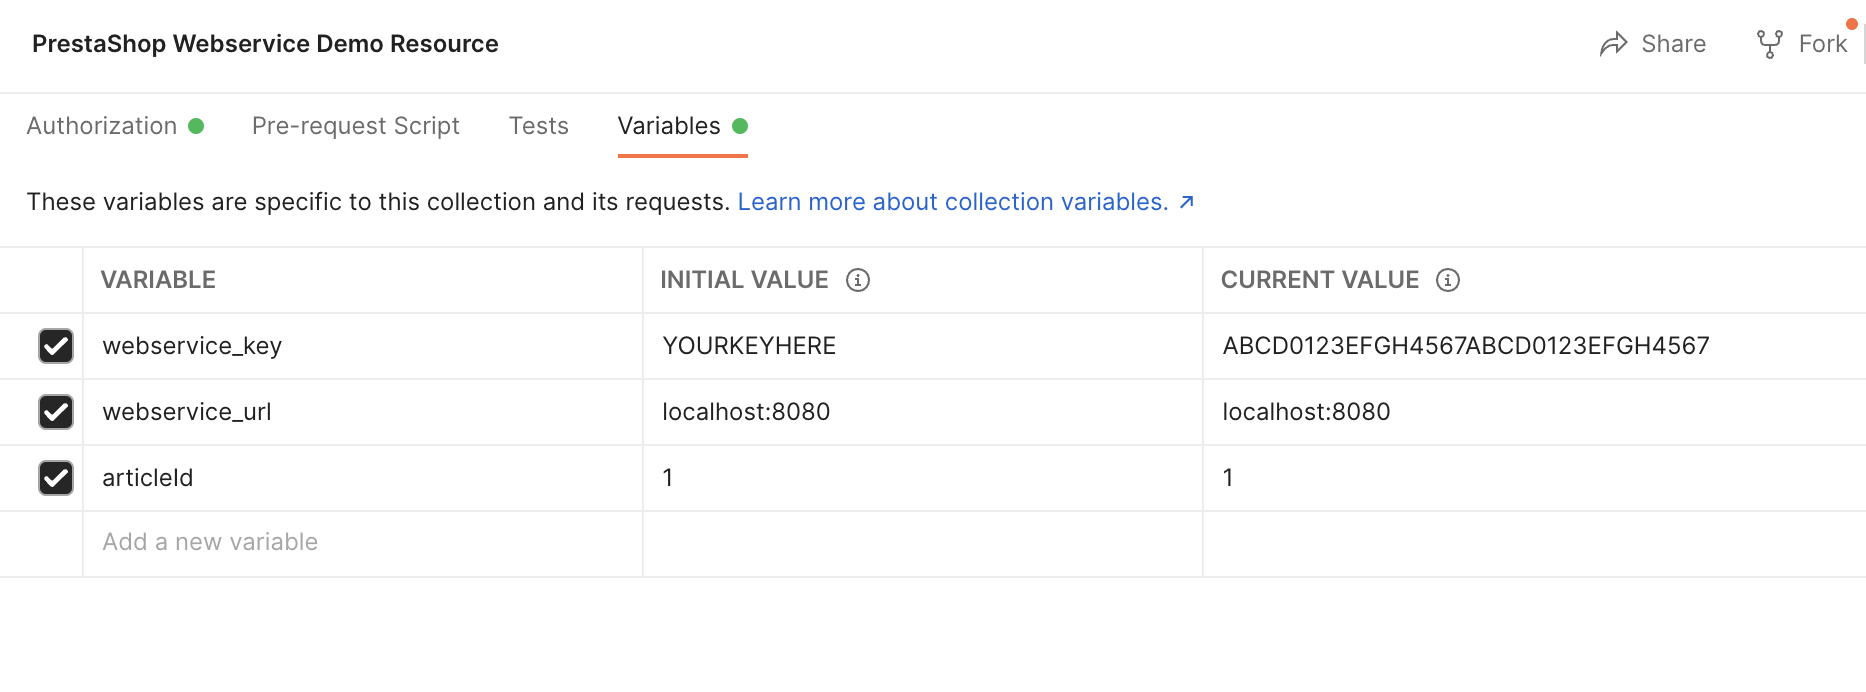 PrestaShop Webservice Demo Resource
Share
Fork
Authorization
Pre-request Script
Tests
Variables
These variables are specific to this collection and its requests. Learn more about collection variables. ↗
VARIABLE
INITIAL VALUE
CURRENT VALUE
webservice_key
YOURKEYHERE
ABCD0123EFGH4567ABCD0123EFGH4567
webservice_url
localhost:8080
localhost:8080
articleId
1
1
Add a new variable